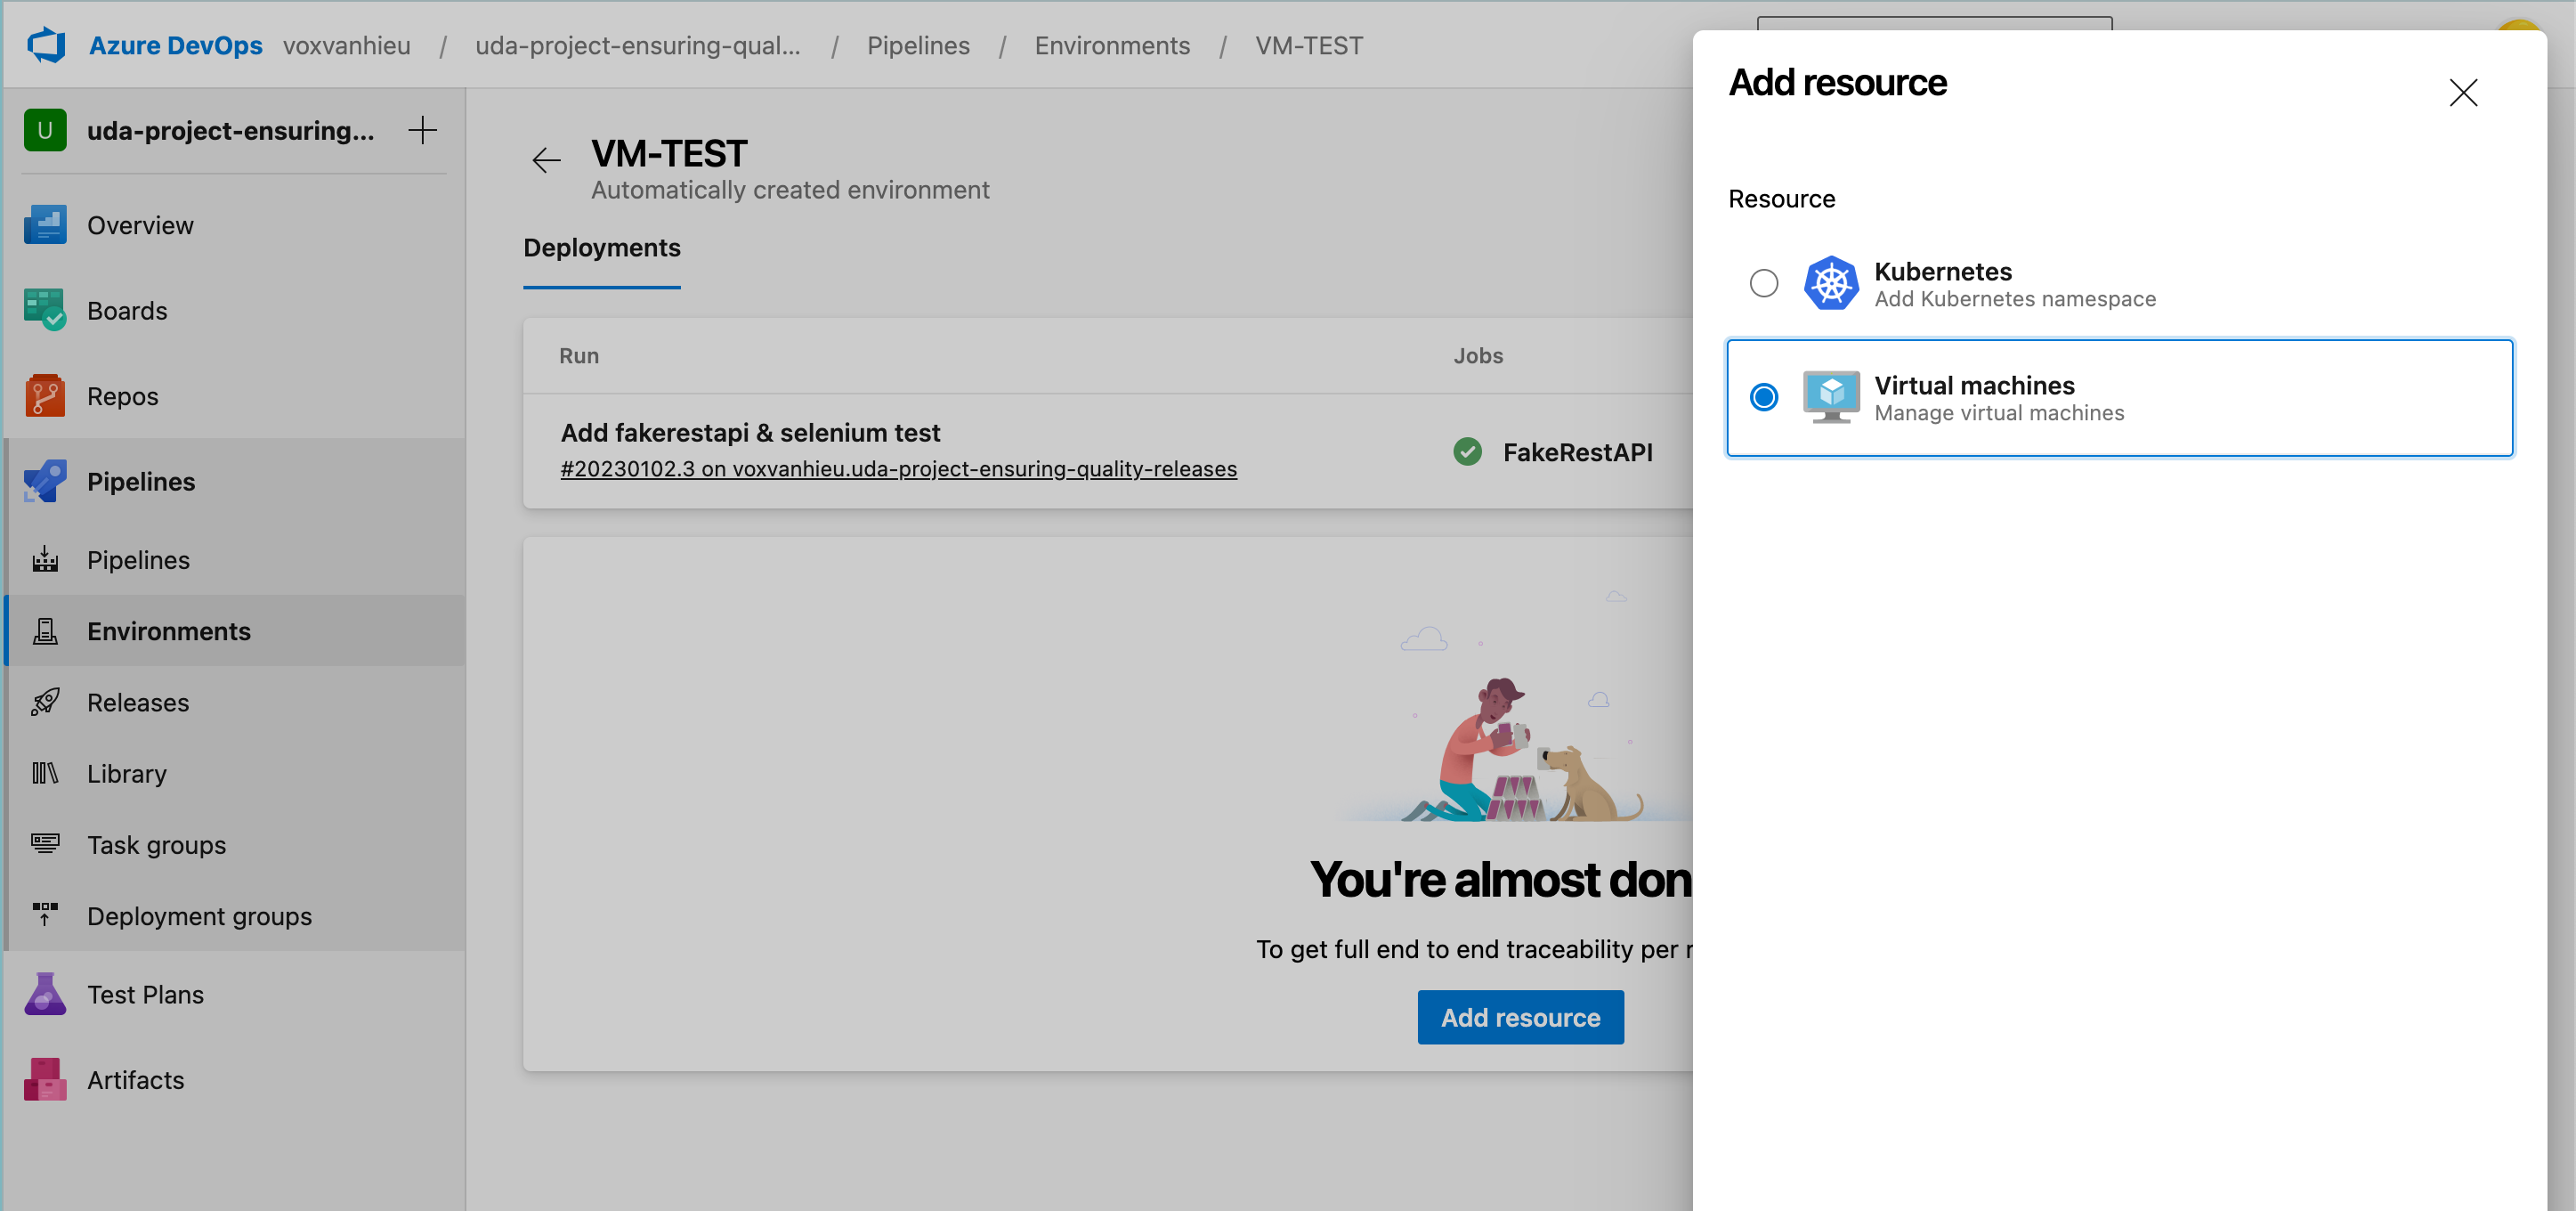 Azure DevOps voxvanhieu / uda-project-ensuring-qual... / Pipelines / Environments / VM-TEST
U uda-project-ensuring...
Overview
Boards
Repos
Pipelines
Pipelines
Environments
Releases
Library
Task groups
Deployment groups
Test Plans
Artifacts
VM-TEST
Automatically created environment
Deployments
Run Jobs
Add fakerestapi & selenium test
#20230102.3 on voxvanhieu.uda-project-ensuring-quality-releases
FakeRestAPI
You're almost don
To get full end to end traceability per r
Add resource
Add resource
Resource
Kubernetes
Add Kubernetes namespace
Virtual machines
Manage virtual machines